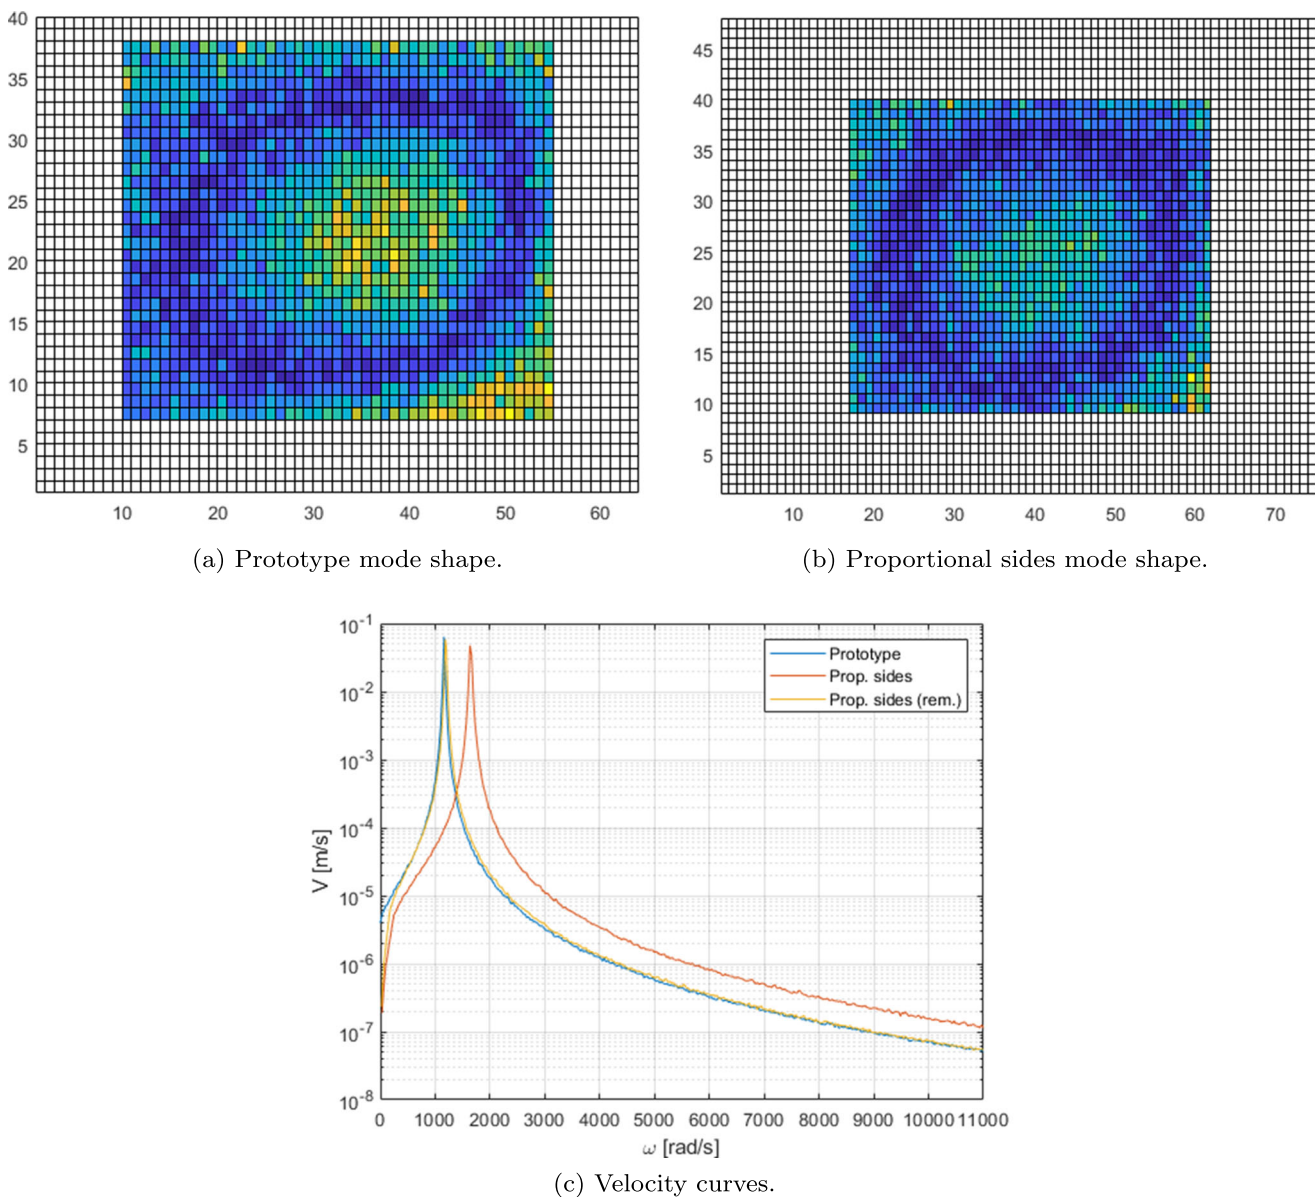 40
35
30
25
20
15
10
5
10 20 30 40 50 60
(a) Prototype mode shape.
45
40
35
30
25
20
15
10
5
10 20 30 40 50 60 70
(b) Proportional sides mode shape.
10-1
10-2
10-3
10-4
10-5
10-6
10-7
10-8
V [m/s]
Prototype
Prop. sides
Prop. sides (rem.)
0 1000 2000 3000 4000 5000 6000 7000 8000 9000 10000 11000
ω [rad/s]
(c) Velocity curves.